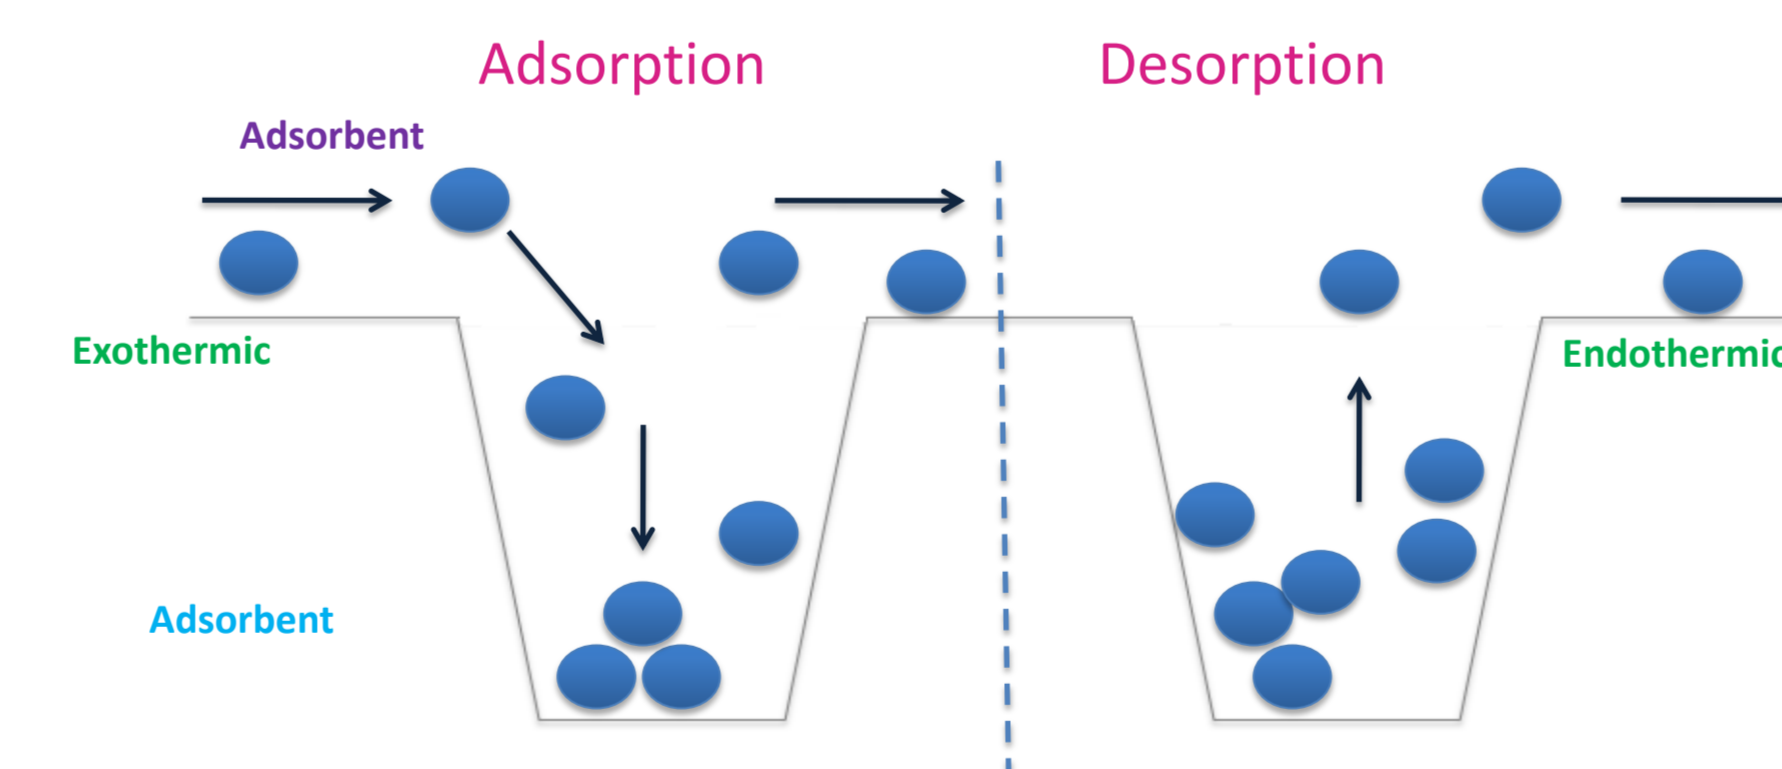 Adsorption
Desorption
Adsorbent
Exothermic
Endothermic
Adsorbent